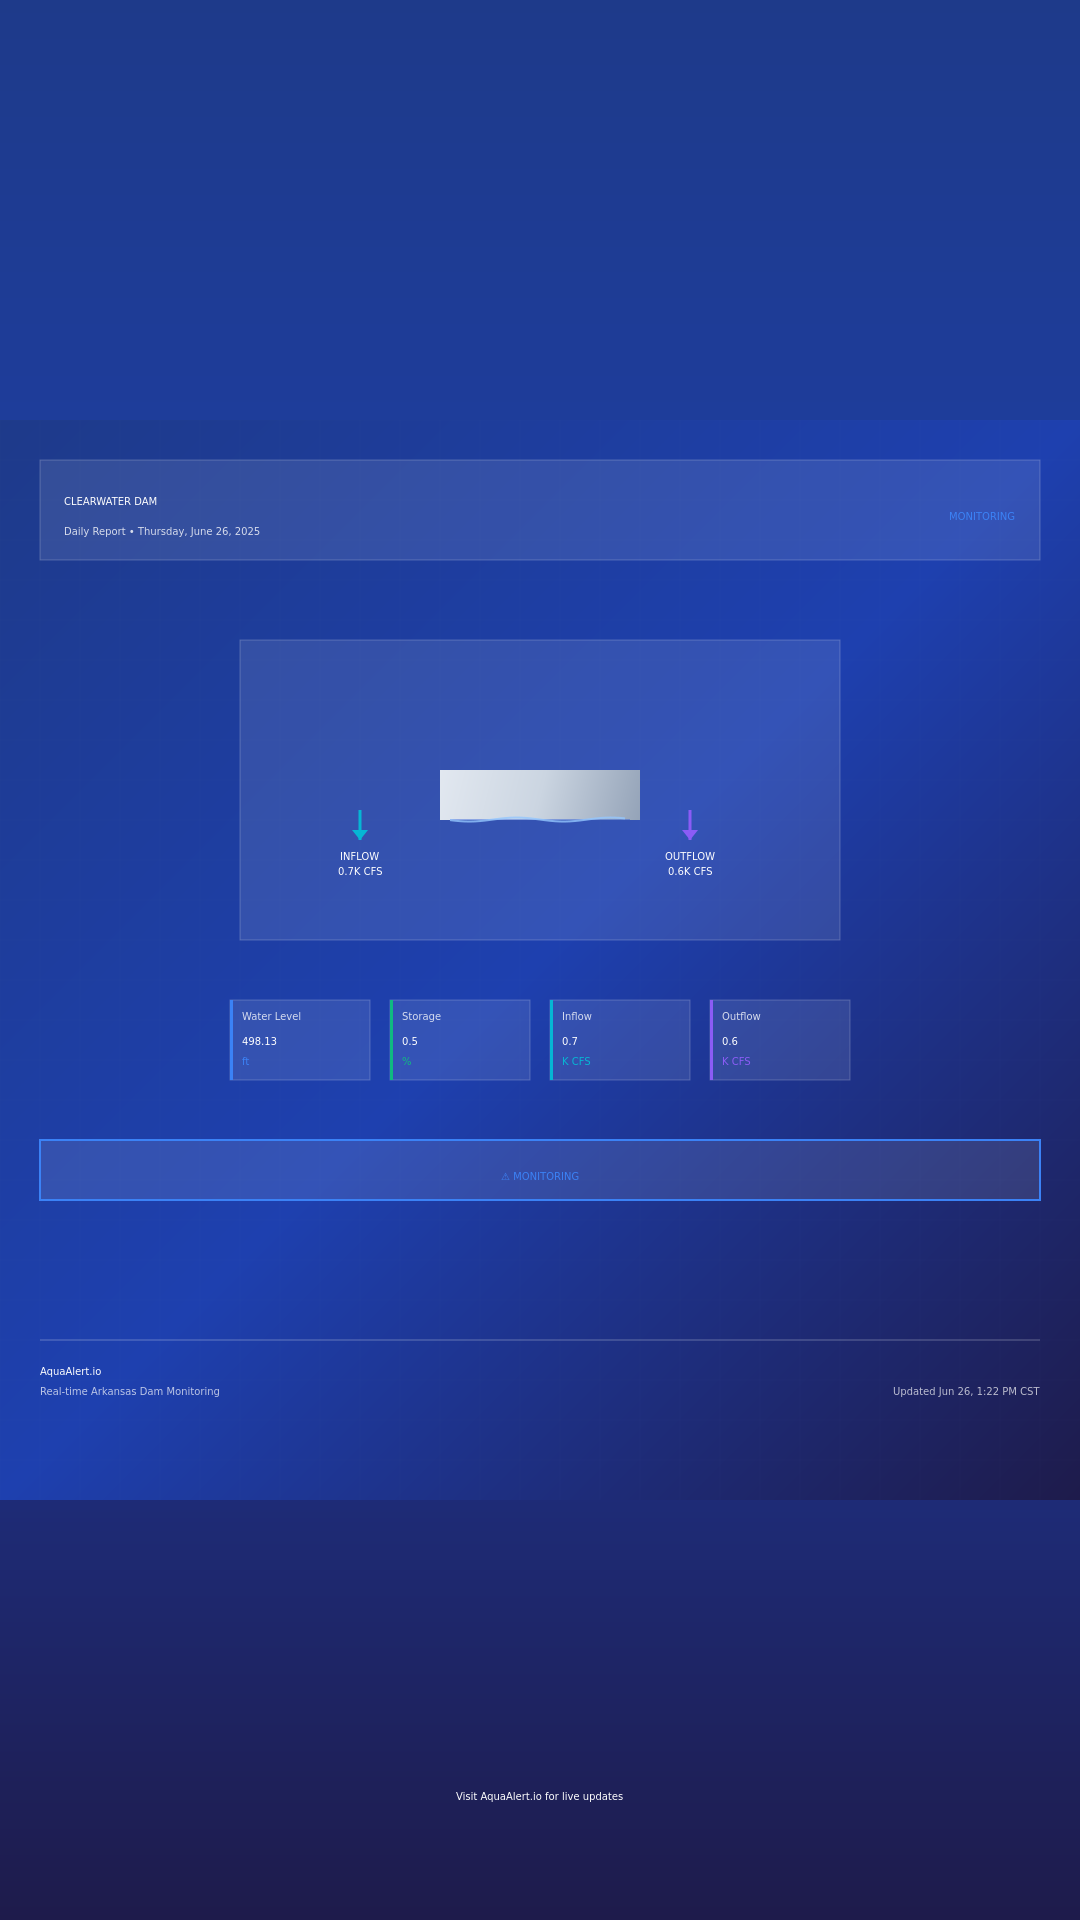 CLEARWATER DAM
Daily Report • Thursday, June 26, 2025
MONITORING
INFLOW
0.7K CFS
OUTFLOW
0.6K CFS
Water Level
498.13
ft
Storage
0.5
%
Inflow
0.7
K CFS
Outflow
0.6
K CFS
⚠ MONITORING
AquaAlert.io
Real-time Arkansas Dam Monitoring
Updated Jun 26, 1:22 PM CST
Visit AquaAlert.io for live updates